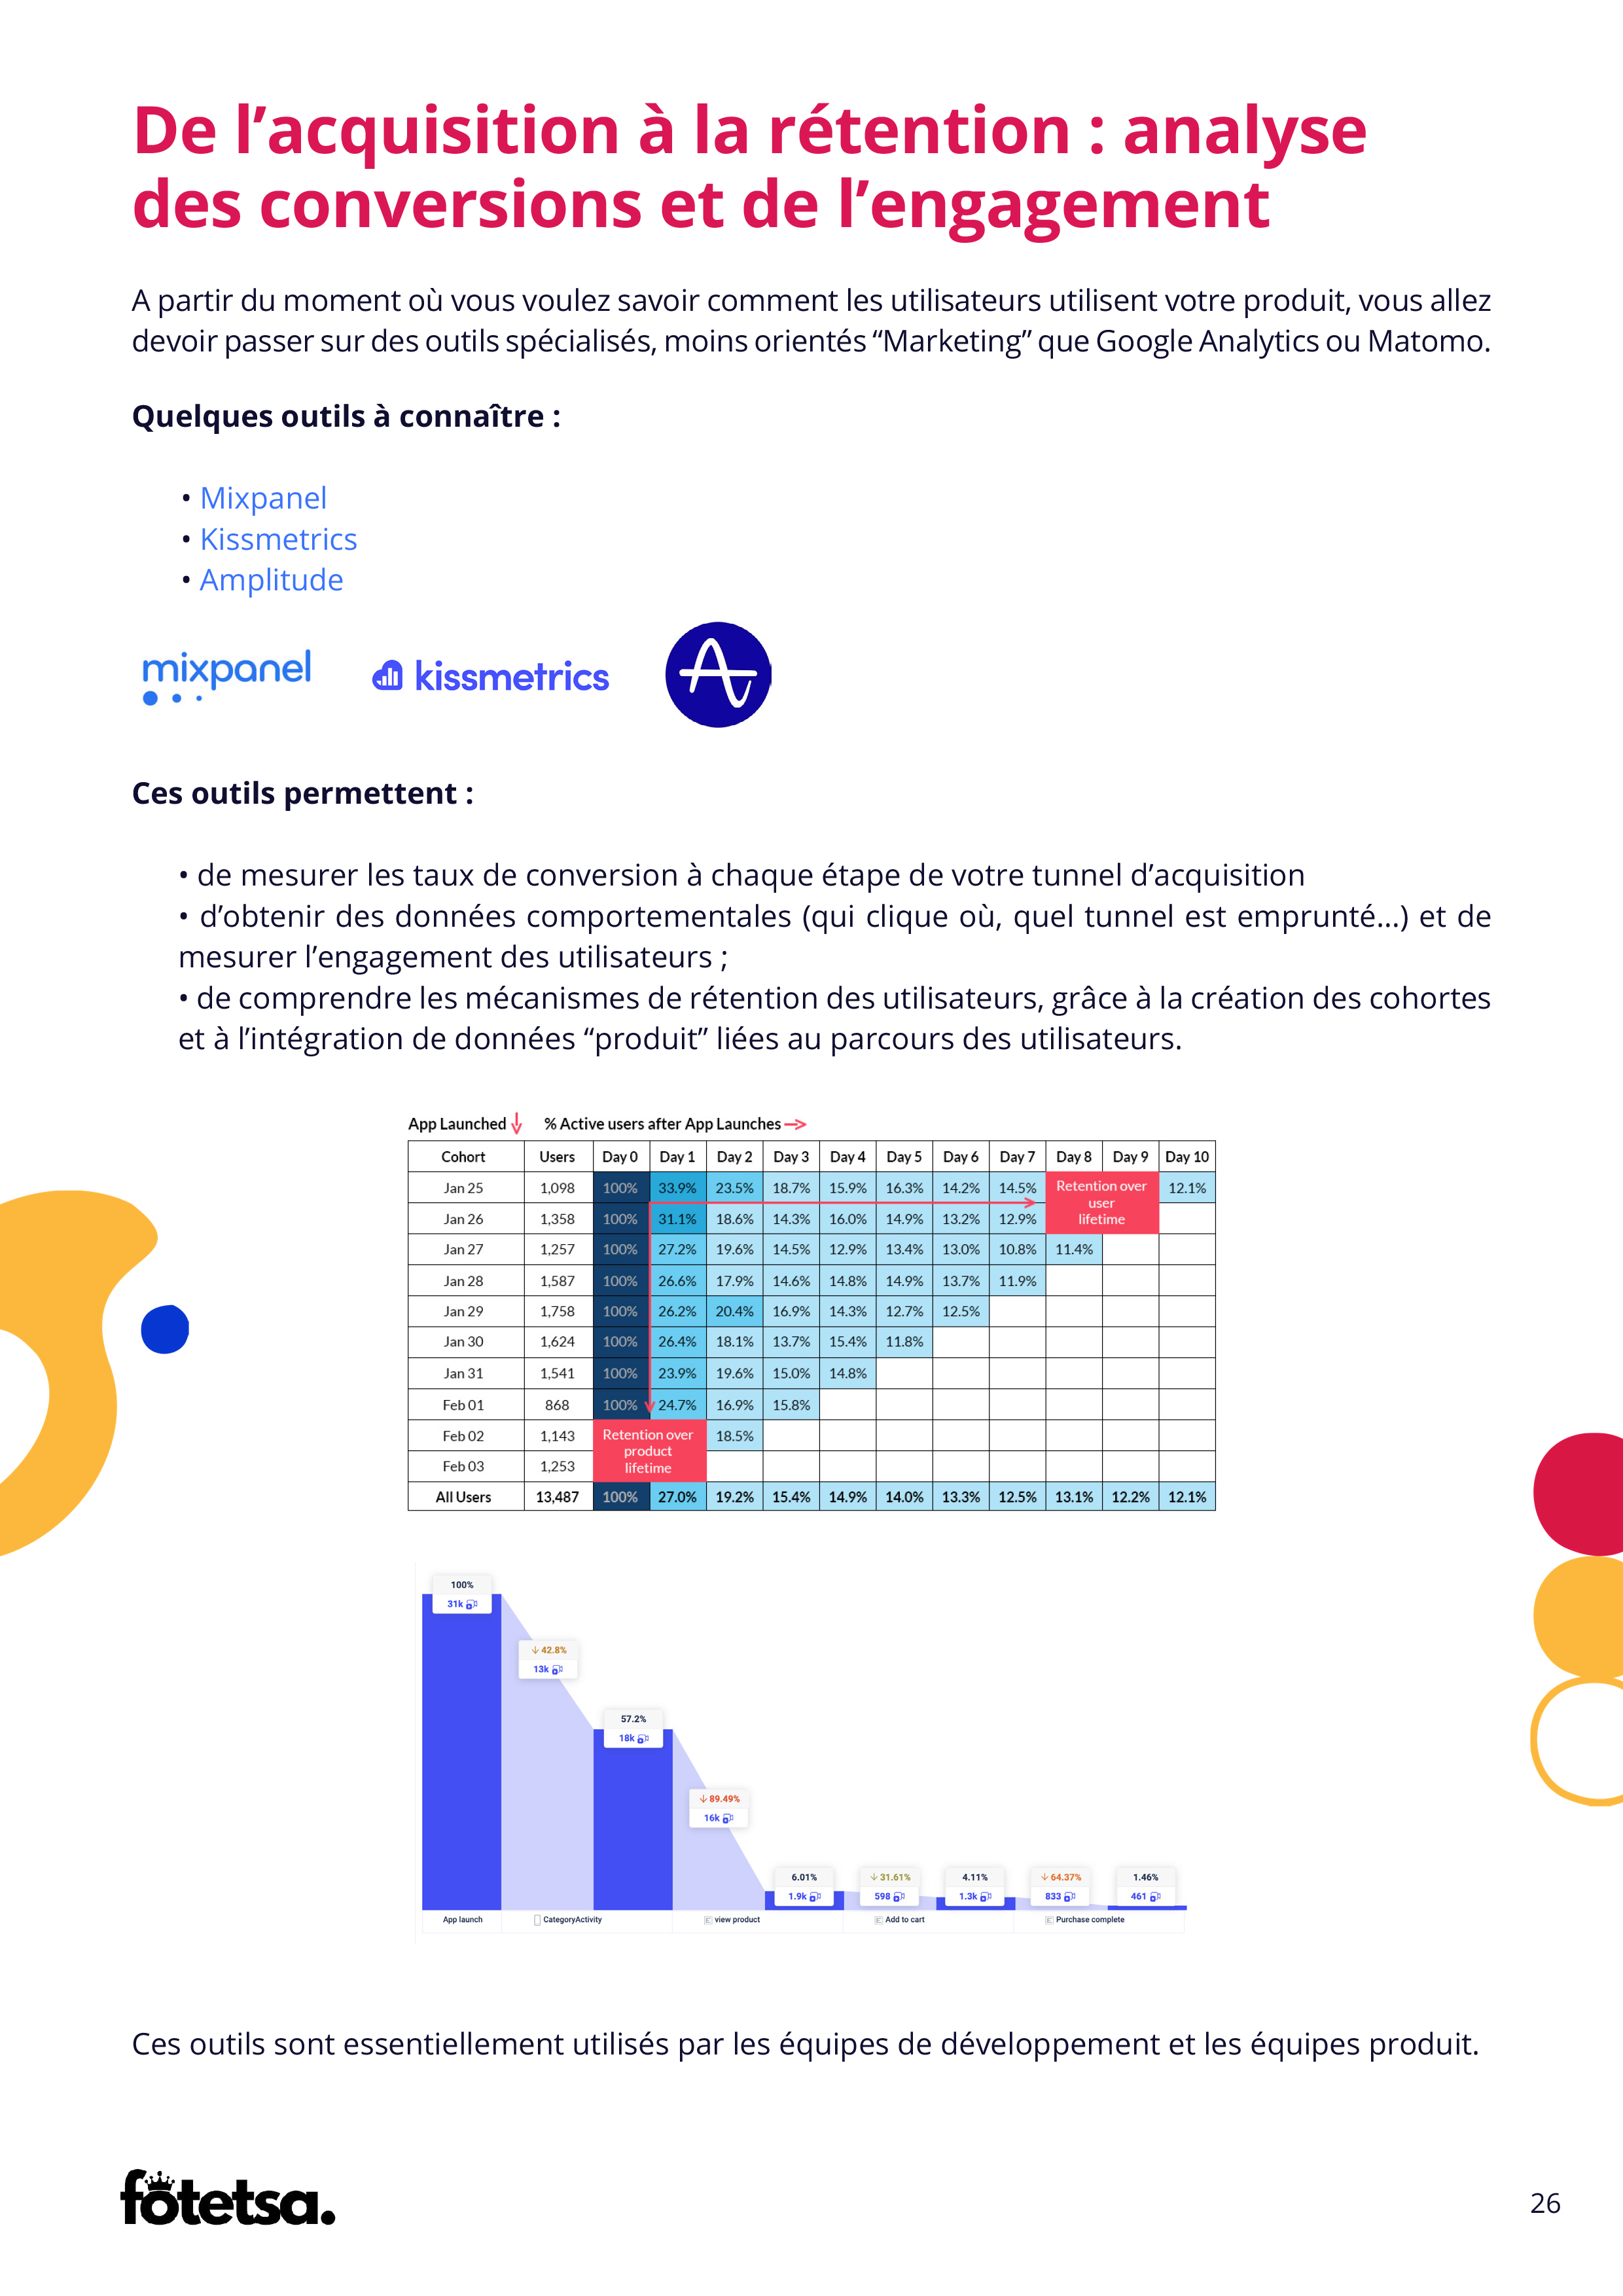 De l’acquisition à la rétention : analyse
des conversions et de l’engagement
A partir du moment où vous voulez savoir comment les utilisateurs utilisent votre produit, vous allez
devoir passer sur des outils spécialisés, moins orientés “Marketing” que Google Analytics ou Matomo.
Quelques outils à connaître :
• Mixpanel
• Kissmetrics
• Amplitude
mixpanel kissmetrics
Ces outils permettent :
• de mesurer les taux de conversion à chaque étape de votre tunnel d’acquisition
• d’obtenir des données comportementales (qui clique où, quel tunnel est emprunté...) et de
mesurer l’engagement des utilisateurs ;
• de comprendre les mécanismes de rétention des utilisateurs, grâce à la création des cohortes
et à l’intégration de données “produit” liées au parcours des utilisateurs.
App Launched % Active users after App Launches
Cohort Users Day 0 Day 1 Day 2 Day 3 Day 4 Day 5 Day 6 Day 7 Day 8 Day 9 Day 10
Jan 25 1,098 100% 33.9% 23.5% 18.7% 15.9% 16.3% 14.2% 14.5% 12.1%
Retention over
user
lifetime
Jan 26 1,358 100% 31.1% 18.6% 14.3% 16.0% 14.9% 13.2% 12.9%
Jan 27 1,257 100% 27.2% 19.6% 14.5% 12.9% 13.4% 13.0% 10.8% 11.4%
Jan 28 1,587 100% 26.6% 17.9% 14.6% 14.8% 14.9% 13.7% 11.9%
Jan 29 1,758 100% 26.2% 20.4% 16.9% 14.3% 12.7% 12.5%
Jan 30 1,624 100% 26.4% 18.1% 13.7% 15.4% 11.8%
Jan 31 1,541 100% 23.9% 19.6% 15.0% 14.8%
Feb 01 868 100% 24.7% 16.9% 15.8%
Feb 02 1,143 18.5%
Retention over
product
lifetime
Feb 03 1,253
All Users 13,487 100% 27.0% 19.2% 15.4% 14.9% 14.0% 13.3% 12.5% 13.1% 12.2% 12.1%
100%
31k
42.8%
13k
57.2%
18k
89.49%
16k
6.01% 31.61% 4.11% 64.37% 1.46%
1.9k 598 1.3k 833 461
App launch CategoryActivity view product Add to cart Purchase complete
Ces outils sont essentiellement utilisés par les équipes de développement et les équipes produit.
fotetsa.
26